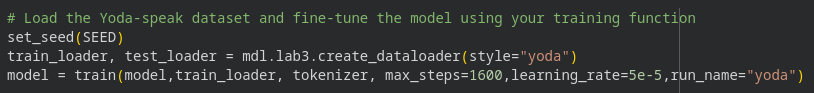 # Load the Yoda-speak dataset and fine-tune the model using your training function
set_seed(SEED)
train_loader, test_loader = mdl.lab3.create_dataloader(style="yoda")
model = train(model,train_loader, tokenizer, max_steps=1600,learning_rate=5e-5,run_name="yoda")